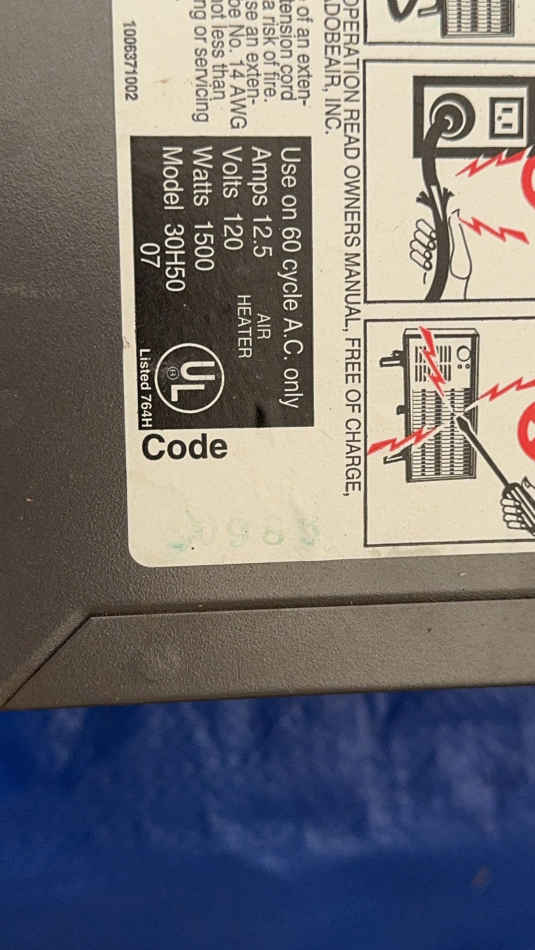 of an exten-
tension cord
a risk of fire.
se an exten-
be No. 14 AWG
not less than
ng or servicing
1006371002
OPERATION READ OWNERS MANUAL, FREE OF CHARGE,
ADOBEAIR, INC.
Use on 60 cycle A.C. only
Amps 12.5
Volts 120
Watts 1500
Model 30H50
07
AIR
HEATER
UL
®
Listed 764H
Code